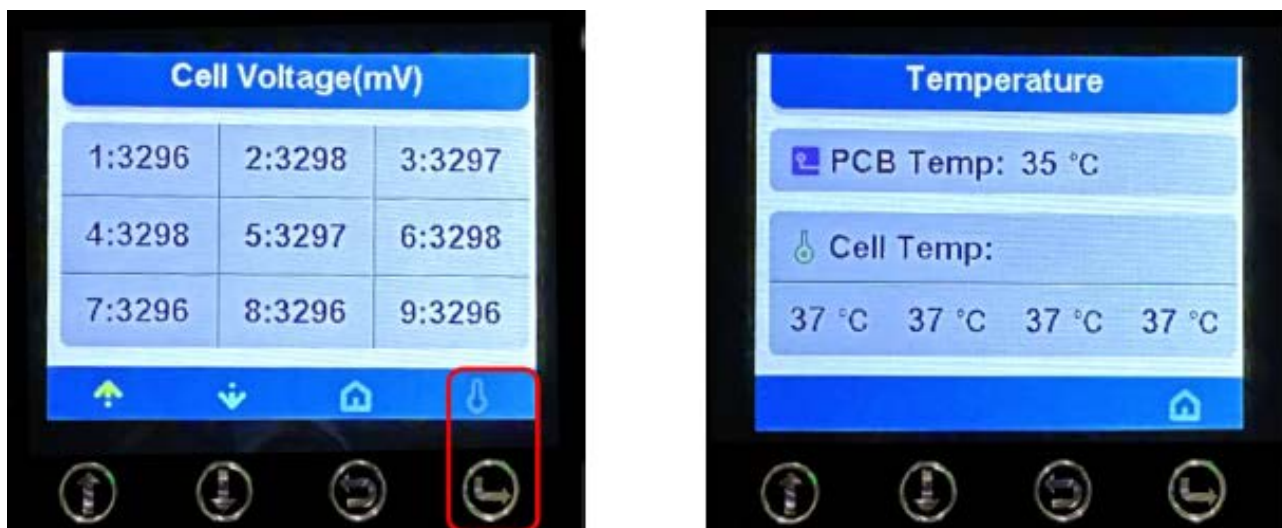 Cell Voltage(mV)
1:3296 2:3298 3:3297
4:3298 5:3297 6:3298
7:3296 8:3296 9:3296
Temperature
PCB Temp: 35 °C
Cell Temp:
37 °C 37 °C 37 °C 37 °C